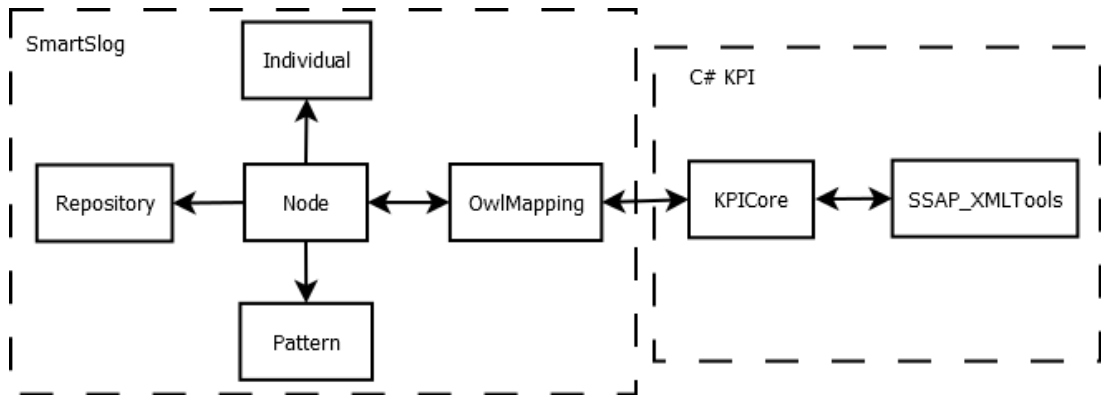 SmartSlog
Individual
C# KPI
Repository
Node
OwlMapping
KPICore
SSAP_XMLTools
Pattern